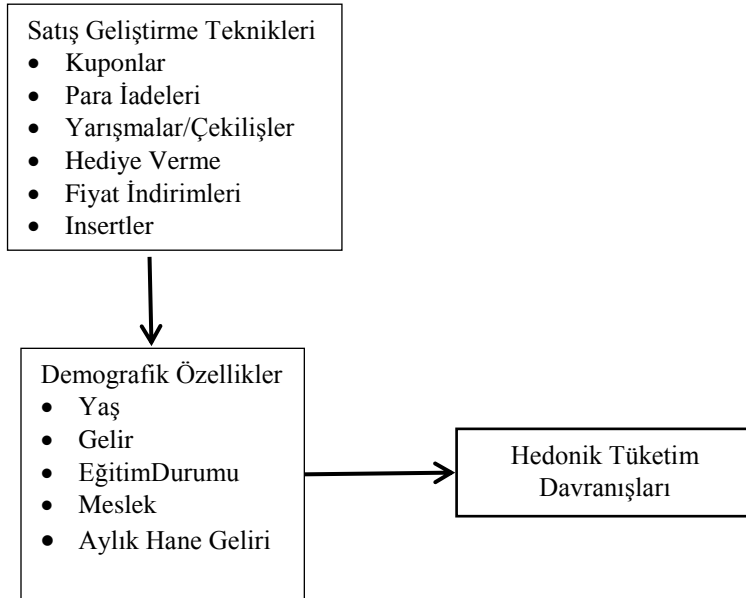 Satış Geliştirme Teknikleri
• Kuponlar
• Para İadeleri
• Yarışmalar/Çekilişler
• Hediye Verme
• Fiyat İndirimleri
• Insertler
Demografik Özellikler
• Yaş
• Gelir
• EğitimDurumu
• Meslek
• Aylık Hane Geliri
Hedonik Tüketim
Davranışları